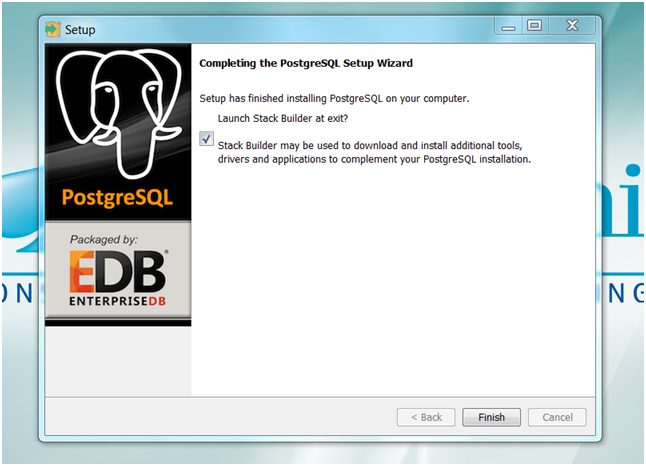 Setup
Completing the PostgreSQL Setup Wizard
Setup has finished installing PostgreSQL on your computer.
Launch Stack Builder at exit?
Stack Builder may be used to download and install additional tools,
drivers and applications to complement your PostgreSQL installation.
PostgreSQL
Packaged by:
EDB
ENTERPRISEDB
< Back
Finish
Cancel